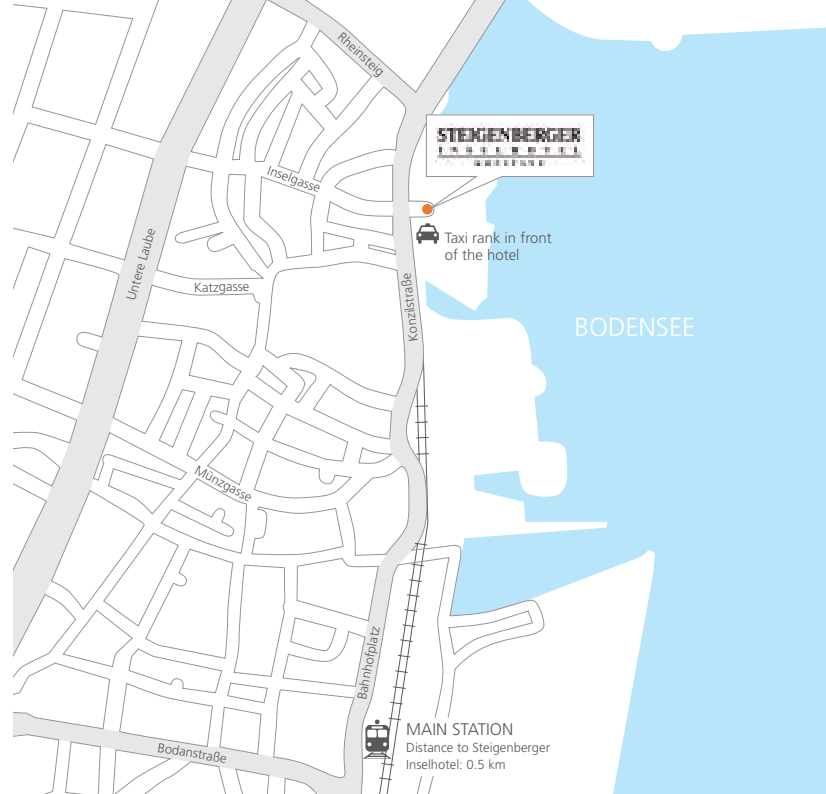 Rheinsteig
STEIGENBERGER
Inselgasse
Taxi rank in front
of the hotel
Untere Laube
Katzgasse
Konzilstraße
BODENSEE
Münzgasse
Bahnhofplatz
MAIN STATION
Distance to Steigenberger
Inselhotel: 0.5 km
Bodanstraße